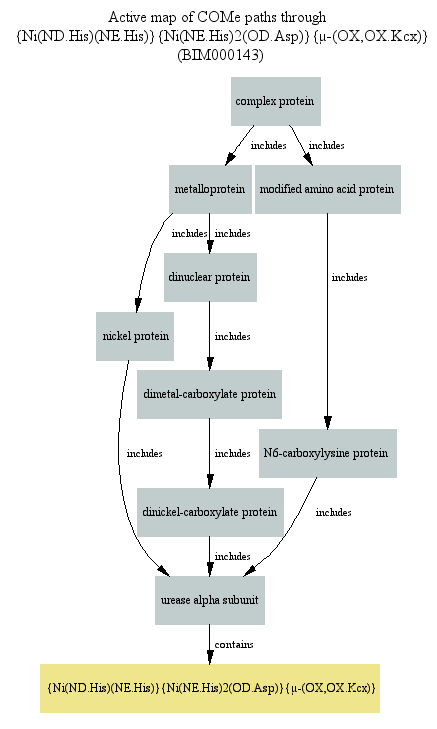 Active map of COMe paths through
{Ni(ND.His)(NE.His)}{Ni(NE.His)2(OD.Asp)}{μ-(OX,OX.Kcx)}
(BIM000143)
complex protein
includes
includes
metalloprotein
modified amino acid protein
includes
includes
dinuclear protein
includes
nickel protein
includes
dimetal-carboxylate protein
includes
includes
N6-carboxylysine protein
dinickel-carboxylate protein
includes
includes
urease alpha subunit
contains
{Ni(ND.His)(NE.His)}{Ni(NE.His)2(OD.Asp)}{μ-(OX,OX.Kcx)}